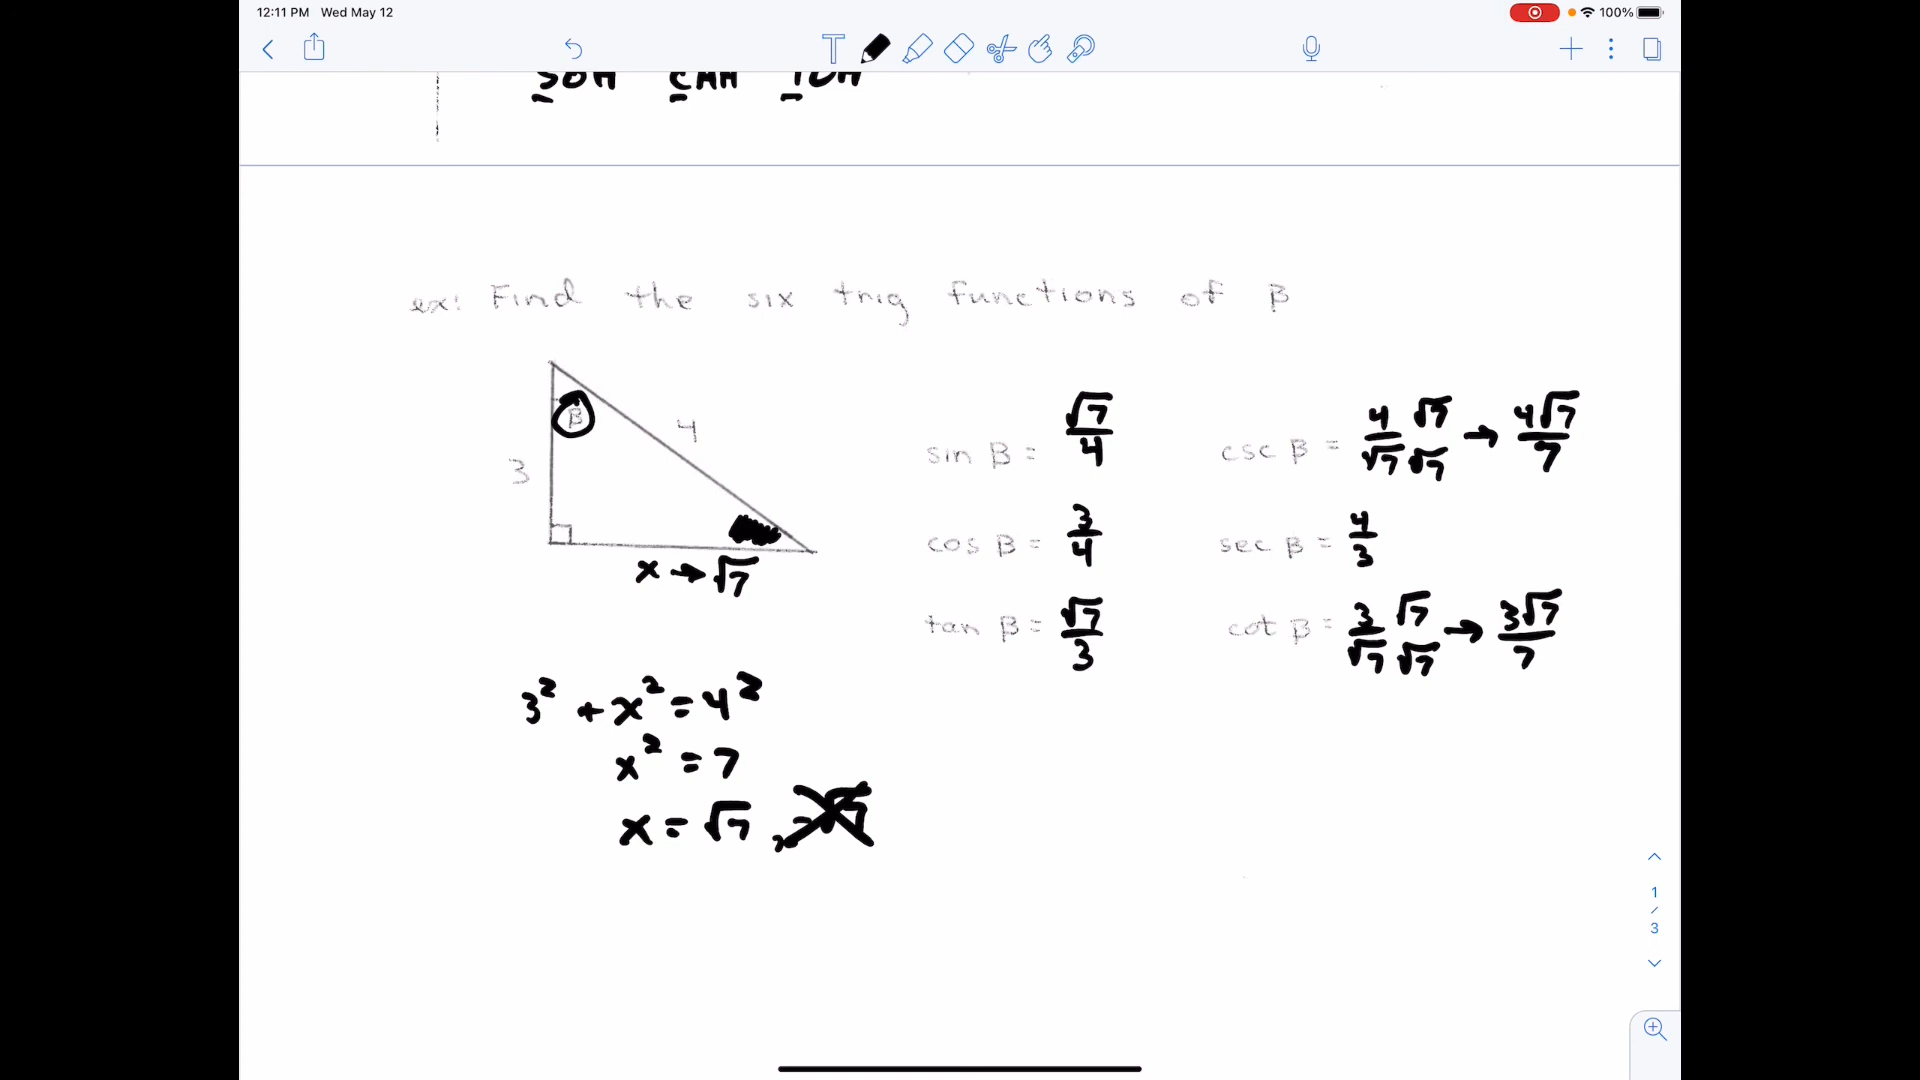 12:11 PM Wed May 12
100%
SOH CAH TOA
ex: Find the six trig functions of β
β
4
3
x → √7
sin β = √7/4
csc β = 4/√7 √7/√7 → 4√7/7
cos β = 3/4
sec β = 4/3
tan β = √7/3
cot β = 3/√7 √7/√7 → 3√7/7
3² + x² = 4²
x² = 7
x = √7, -√7
1
/
3